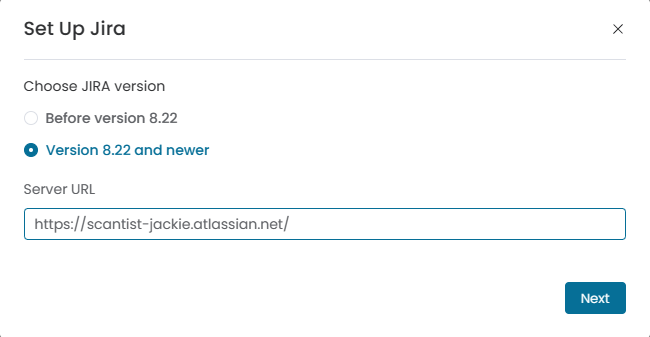 Set Up Jira
Choose JIRA version
Before version 8.22
Version 8.22 and newer
Server URL
https://scantist-jackie.atlassian.net/
Next